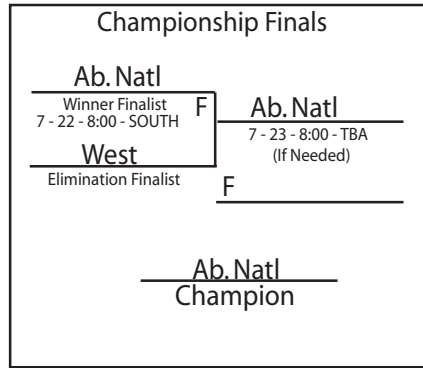 Championship Finals
Ab. Natl
Winner Finalist
7 - 22 - 8:00 - SOUTH
F
West
Elimination Finalist
Ab. Natl
7 - 23 - 8:00 - TBA
(If Needed)
F
Ab. Natl
Champion